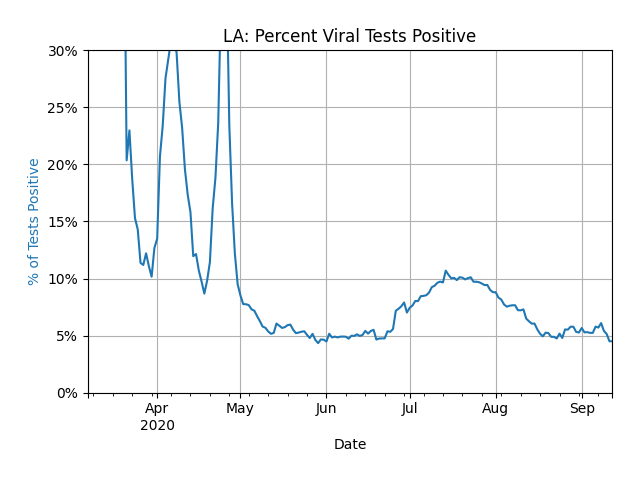 LA: Percent Viral Tests Positive
30%
25%
20%
15%
10%
5%
0%
% of Tests Positive
Apr
2020
May
Jun
Jul
Aug
Sep
Date